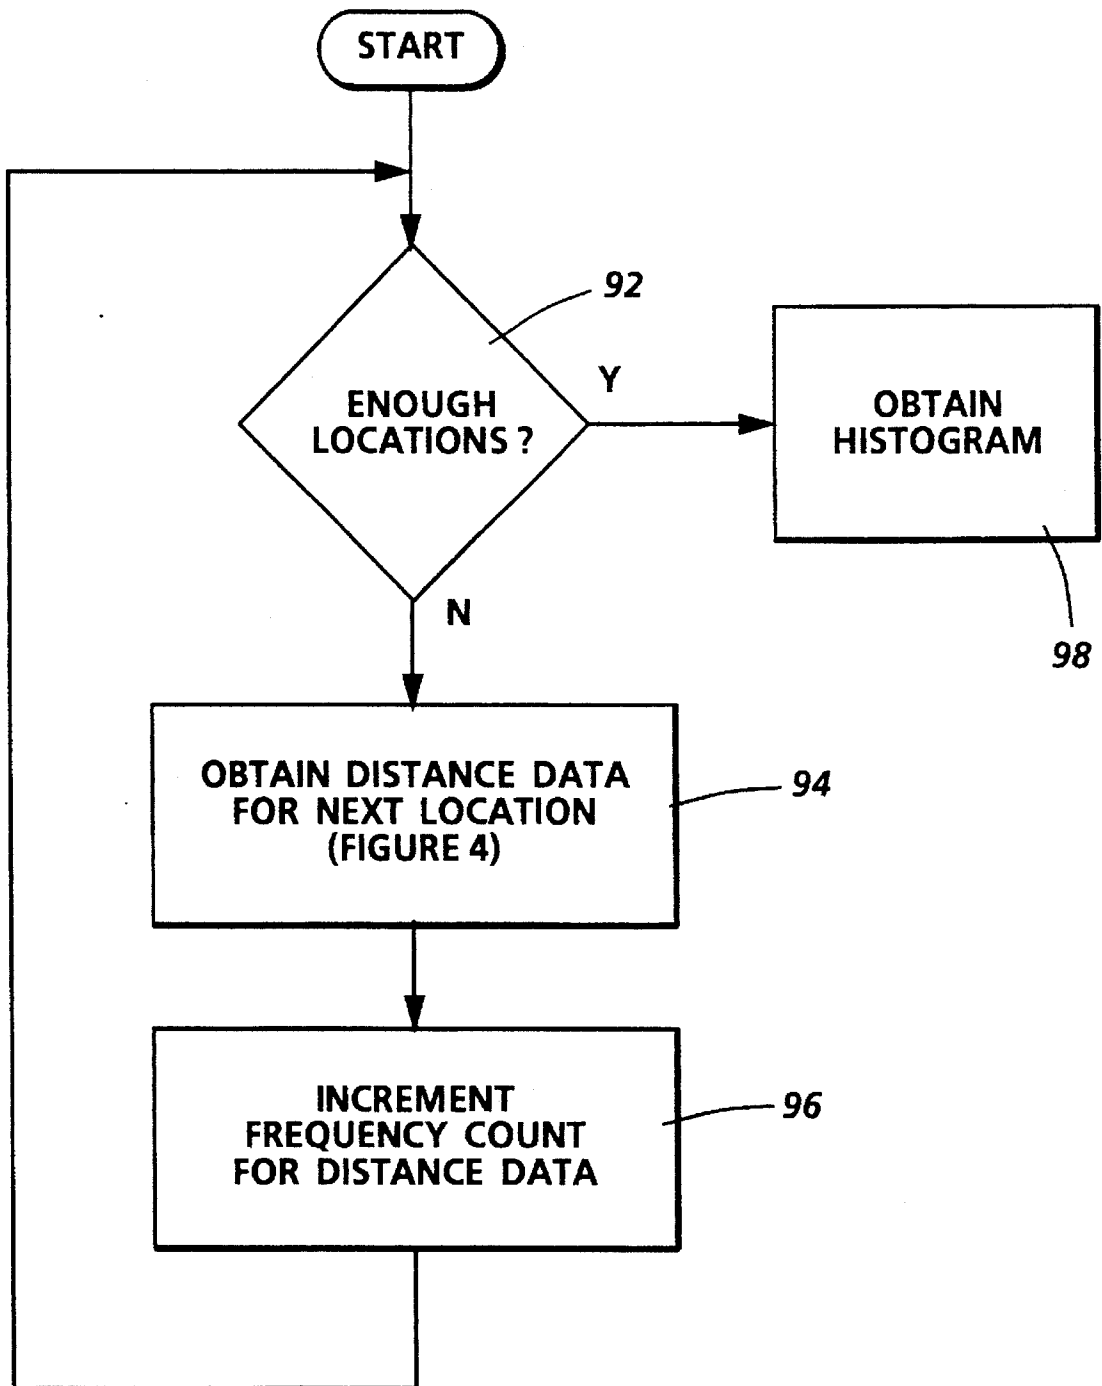 START
92
Y
ENOUGH
LOCATIONS ?
OBTAIN
HISTOGRAM
N
98
OBTAIN DISTANCE DATA
FOR NEXT LOCATION
(FIGURE 4)
94
INCREMENT
FREQUENCY COUNT
FOR DISTANCE DATA
96